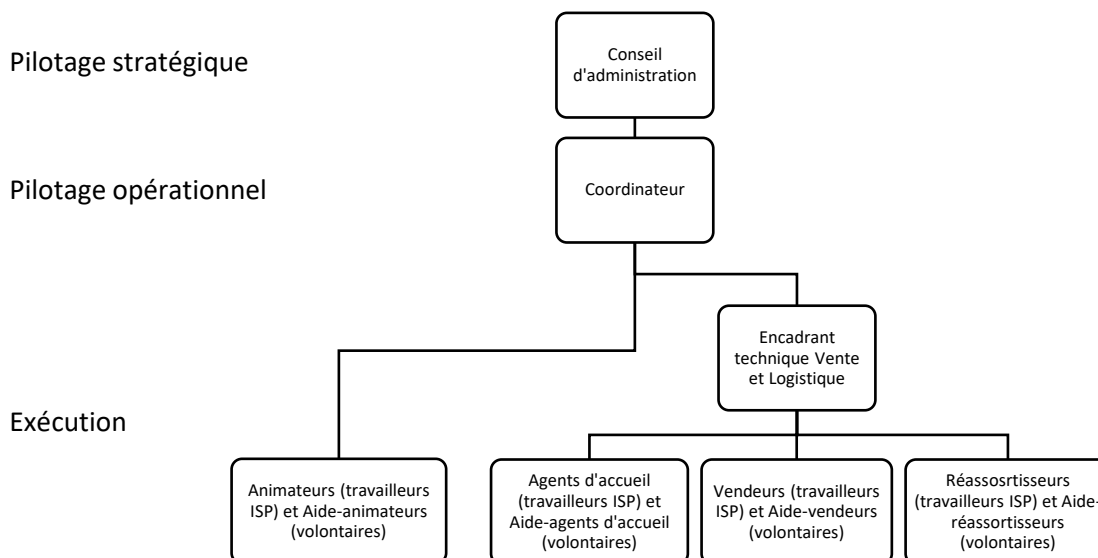 Pilotage stratégique
Conseil
d'administration
Pilotage opérationnel
Coordinateur
Encadrant
technique Vente
et Logistique
Exécution
Animateurs (travailleurs
ISP) et Aide-animateurs
(volontaires)
Agents d'accueil
(travailleurs ISP) et
Aide-agents d'accueil
(volontaires)
Vendeurs (travailleurs
ISP) et Aide-vendeurs
(volontaires)
Réassosrtisseurs
(travailleurs ISP) et Aide-
réassortisseurs
(volontaires)